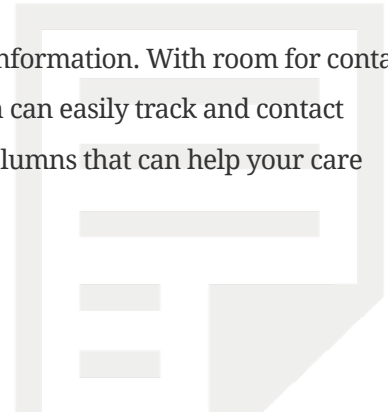 nformation. With room for conta
can easily track and contact
lumns that can help your care